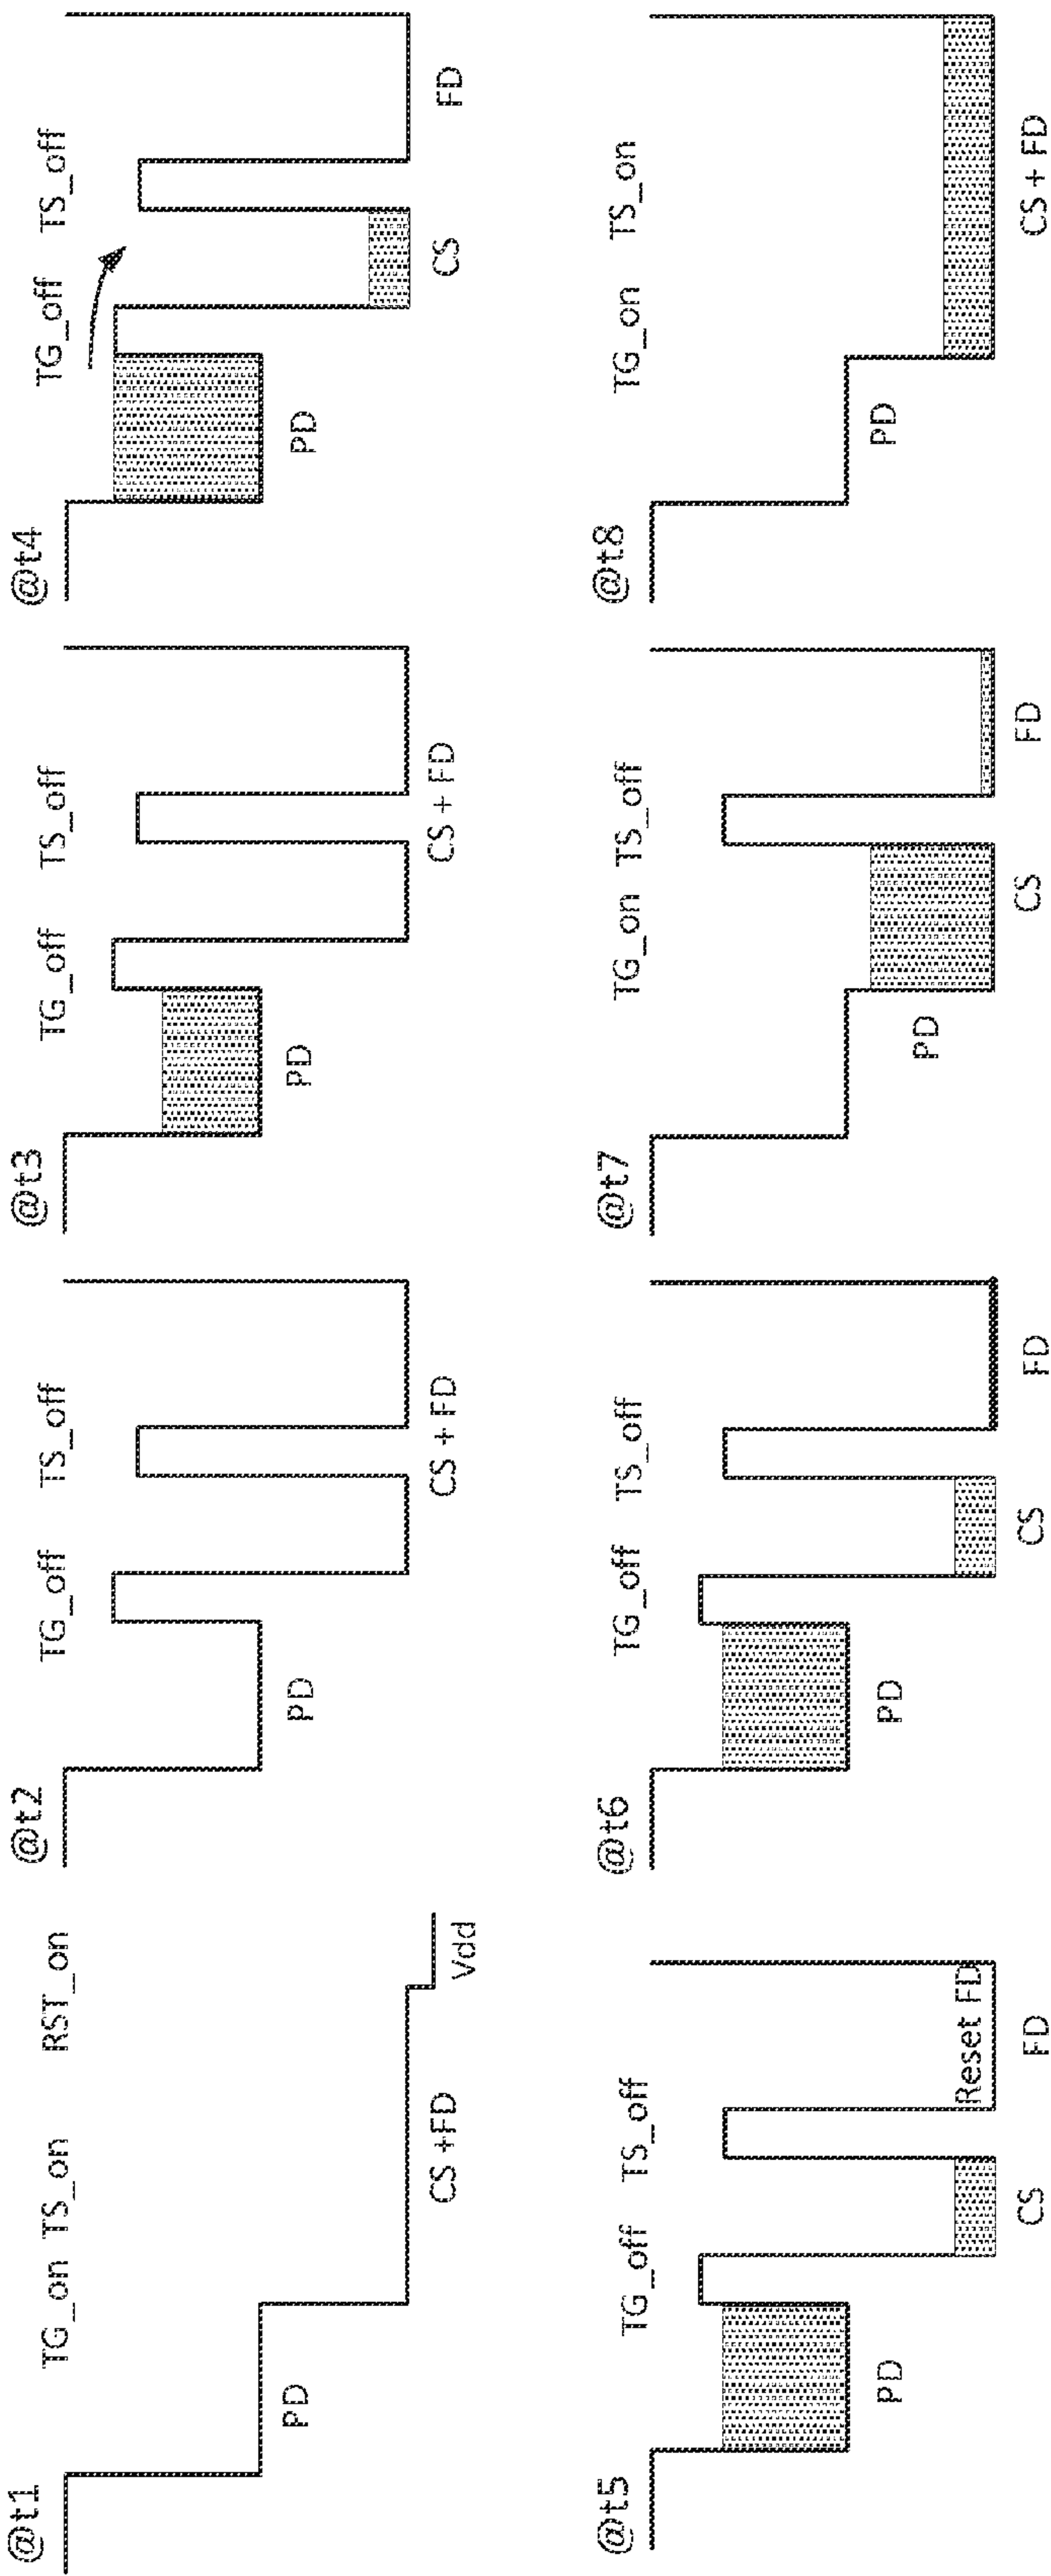 @t1
TG_on TS_on RST_on
PD
CS +FD
Vdd
@t2
TG_off TS_off
PD
CS + FD
@t3
TG_off TS_off
PD
CS + FD
@t4
TG_off TS_off
PD
CS
FD
@t5
TG_off TS_off
PD
CS
Reset FD
FD
@t6
TG_off TS_off
PD
CS
FD
@t7
TG_on TS_off
PD
CS
FD
@t8
TG_on TS_on
PD
CS + FD